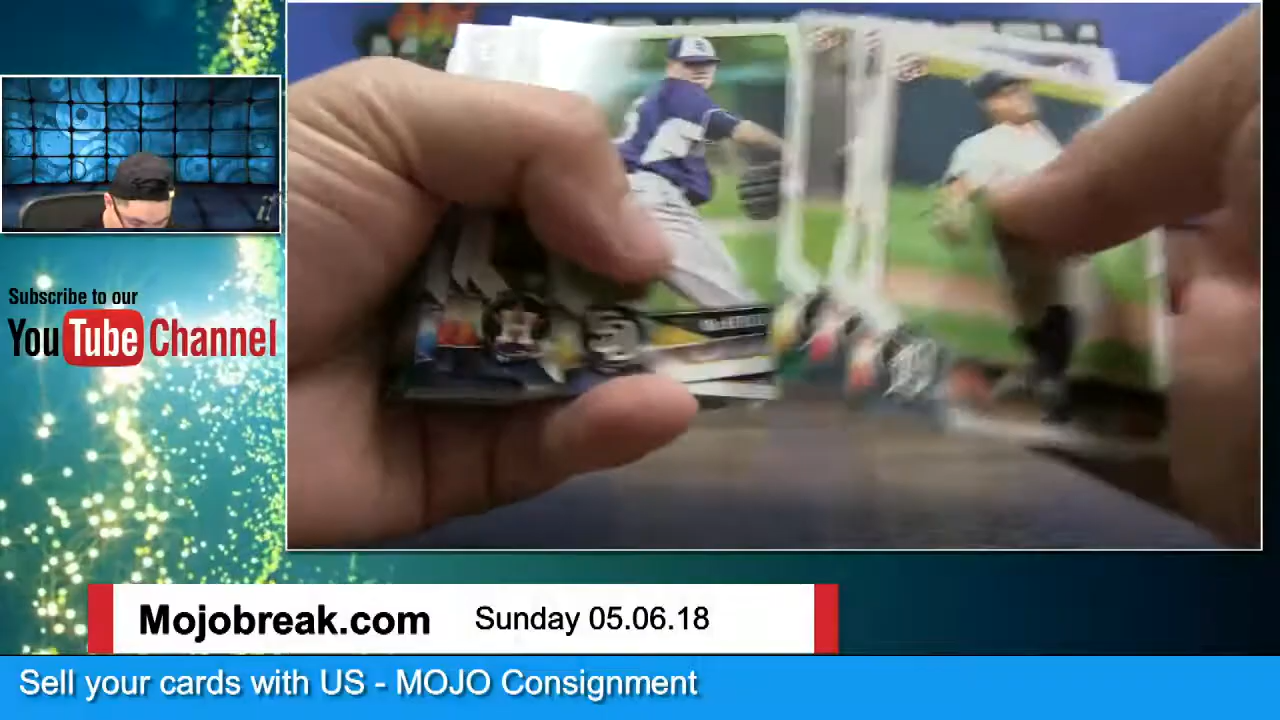 Subscribe to our
YouTube Channel
Mojobreak.com
Sunday 05.06.18
Sell your cards with US - MOJO Consignment